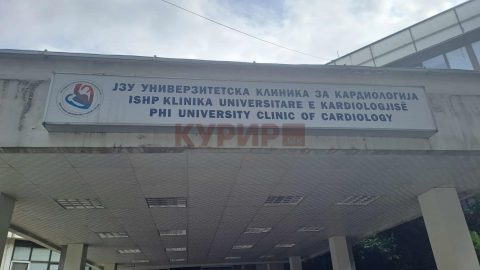 ЈЗУ УНИВЕРЗИТЕТСКА КЛИНИКА ЗА КАРДИОЛОГИЈА
ISHP KLINIKA UNIVERSITARE E KARDIOLOGJISË
PHI UNIVERSITY CLINIC OF CARDIOLOGY
КУРИР